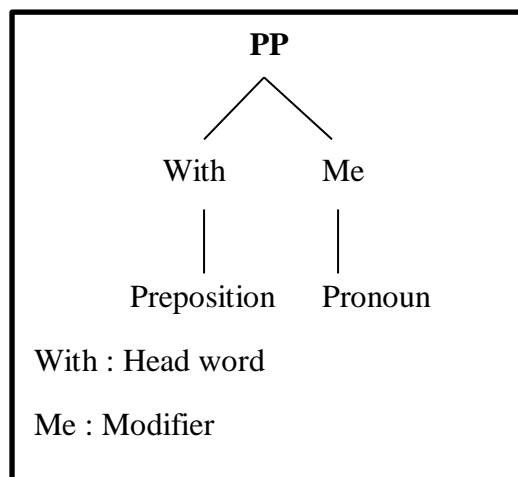 PP
With Me
Preposition Pronoun
With : Head word
Me : Modifier